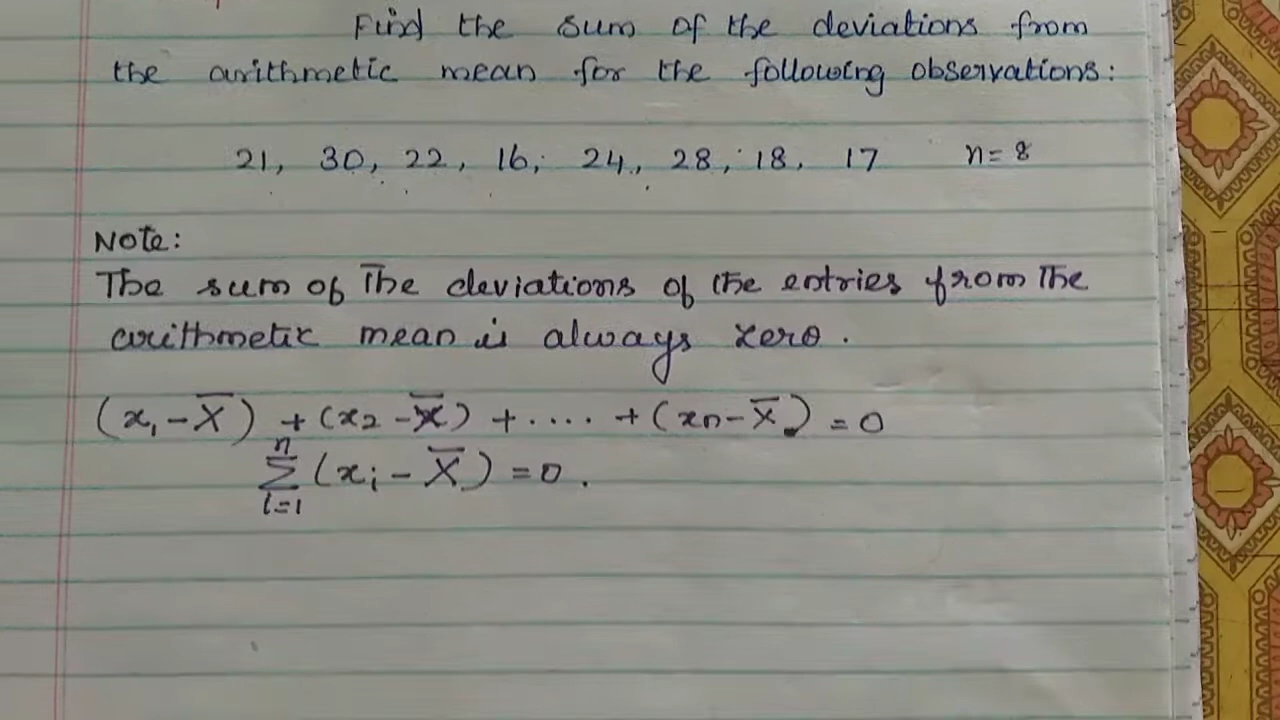 Find the sum of the deviations from
the arithmetic mean for the following observations:
21, 30, 22, 16, 24, 28, 18, 17 n=8
Note:
The sum of The deviations of the entries from The
arithmetic mean is always zero.
(x₁-X̅) + (x₂-X̅) + .... + (xn-X̅) = 0
n
Σ (xi - X̅) = 0.
i=1